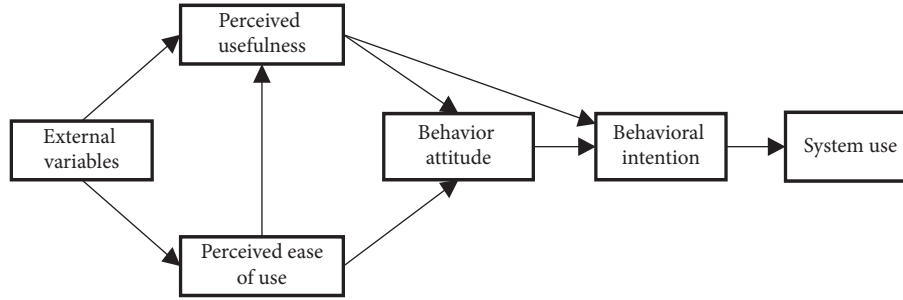 Perceived
usefulness
External
variables
Behavior
attitude
Behavioral
intention
System use
Perceived ease
of use